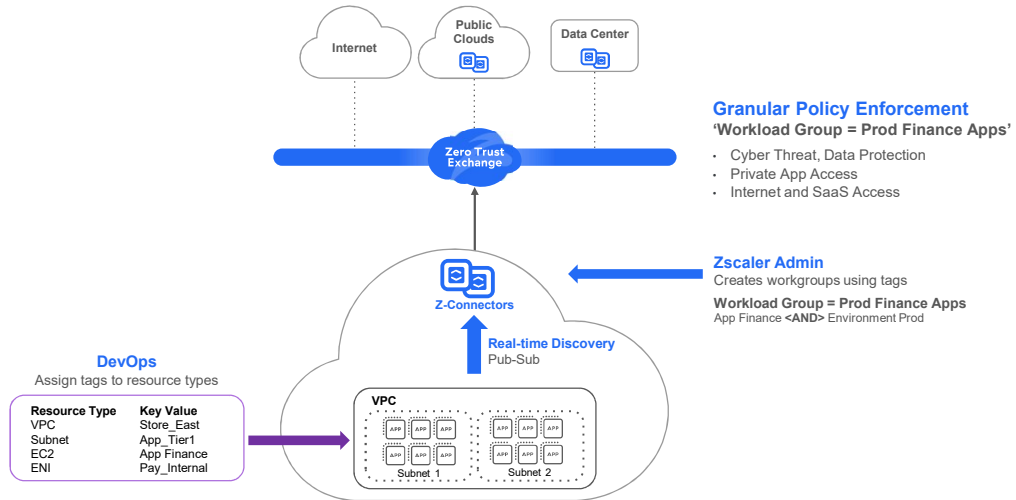 Internet
Public
Clouds
Data Center
Zero Trust
Exchange
Granular Policy Enforcement
‘Workload Group = Prod Finance Apps’
• Cyber Threat, Data Protection
• Private App Access
• Internet and SaaS Access
Z-Connectors
Zscaler Admin
Creates workgroups using tags
Workload Group = Prod Finance Apps
App Finance <AND> Environment Prod
Real-time Discovery
Pub-Sub
DevOps
Assign tags to resource types
Resource Type Key Value
VPC Store_East
Subnet App_Tier1
EC2 App Finance
ENI Pay_Internal
VPC
APP APP APP
APP APP APP
Subnet 1
APP APP APP
APP APP APP
Subnet 2